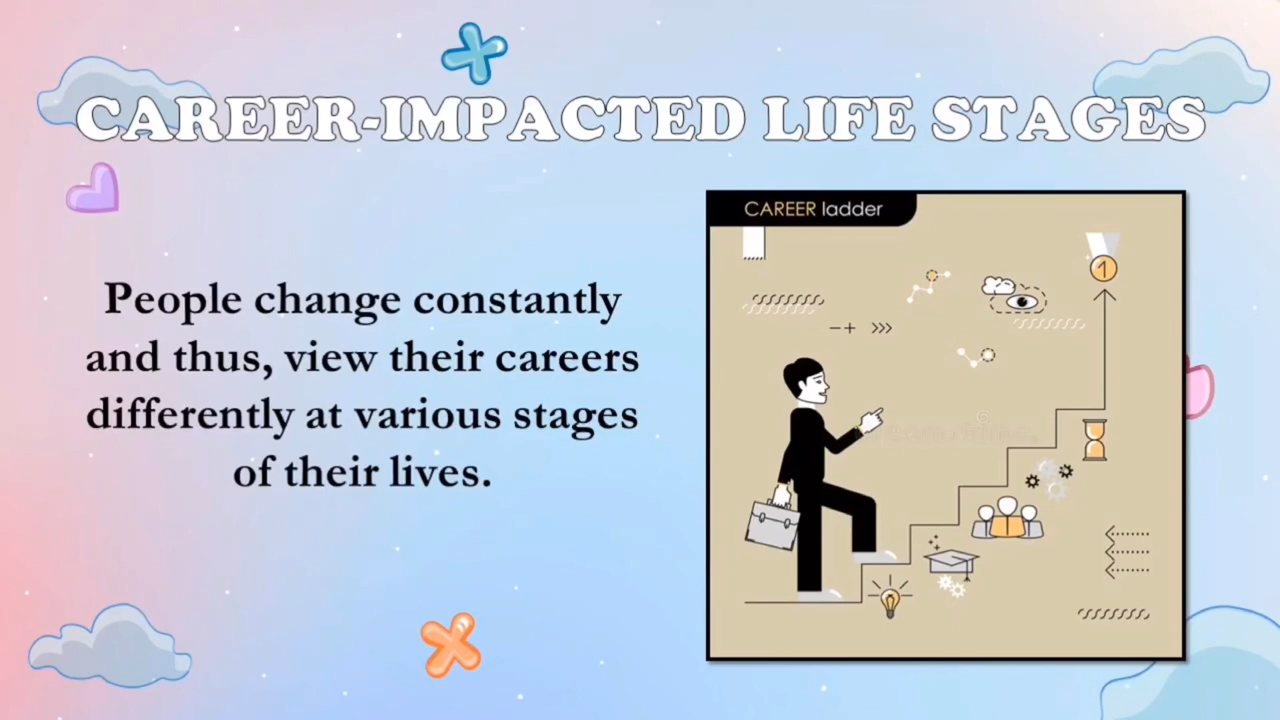 CAREER-IMPACTED LIFE STAGES
People change constantly
and thus, view their careers
differently at various stages
of their lives.
CAREER ladder
1